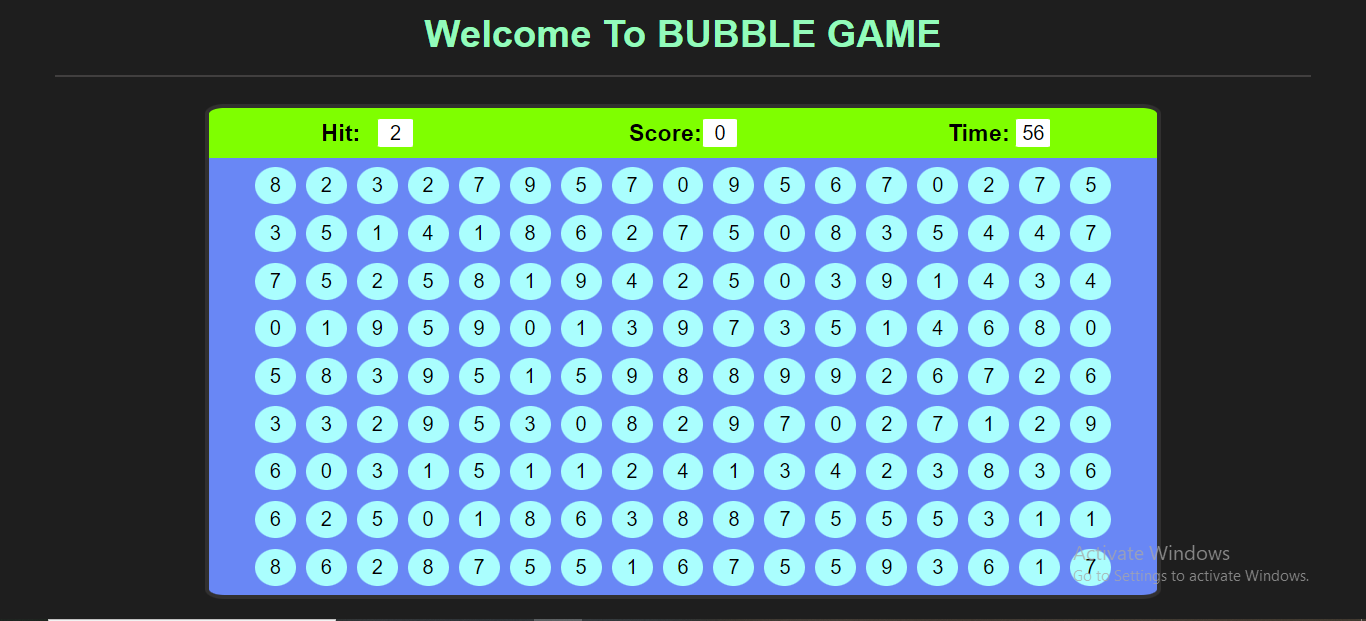 Welcome To BUBBLE GAME
Hit: 2 Score: 0 Time: 56
8 2 3 2 7 9 5 7 0 9 5 6 7 0 2 7 5
3 5 1 4 1 8 6 2 7 5 0 8 3 5 4 4 7
7 5 2 5 8 1 9 4 2 5 0 3 9 1 4 3 4
0 1 9 5 9 0 1 3 9 7 3 5 1 4 6 8 0
5 8 3 9 5 1 5 9 8 8 9 9 2 6 7 2 6
3 3 2 9 5 3 0 8 2 9 7 0 2 7 1 2 9
6 0 3 1 5 1 1 2 4 1 3 4 2 3 8 3 6
6 2 5 0 1 8 6 3 8 8 7 5 5 5 3 1 1
8 6 2 8 7 5 5 1 6 7 5 5 9 3 6 1 7
Activate Windows
Go to Settings to activate Windows.